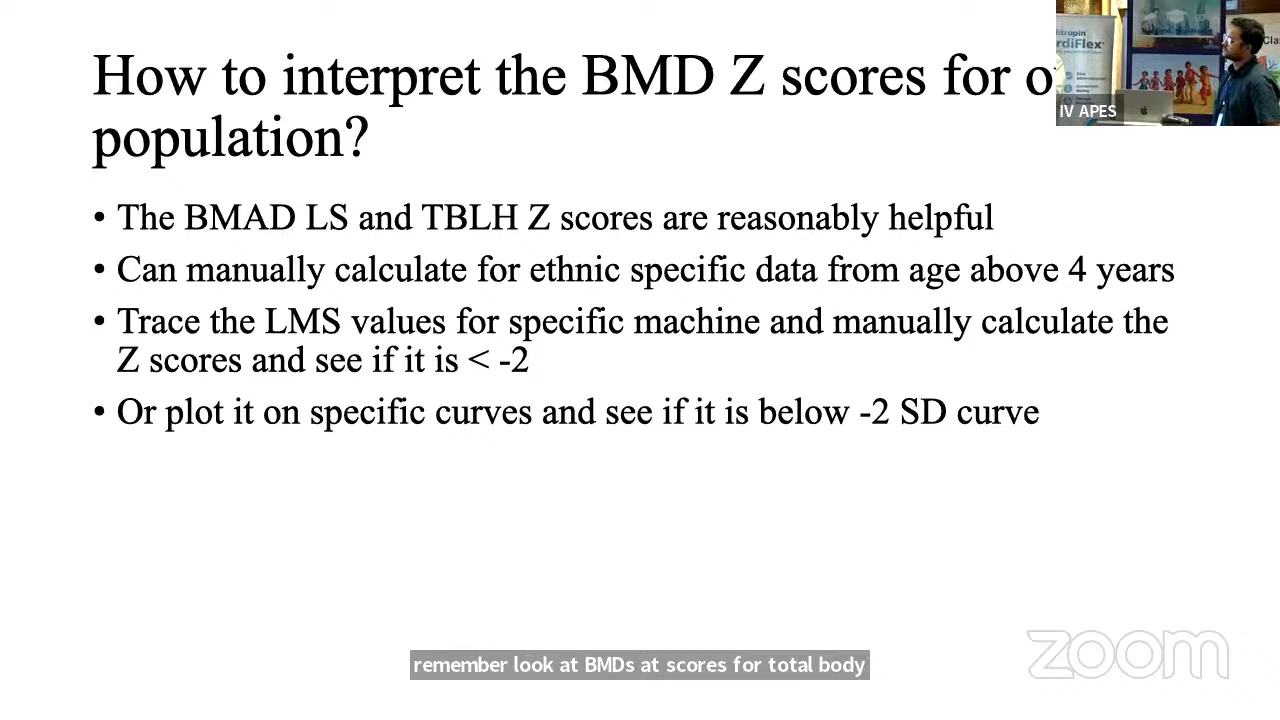 How to interpret the BMD Z scores for o
population?
• The BMAD LS and TBLH Z scores are reasonably helpful
• Can manually calculate for ethnic specific data from age above 4 years
• Trace the LMS values for specific machine and manually calculate the
Z scores and see if it is < -2
• Or plot it on specific curves and see if it is below -2 SD curve
IV APES
remember look at BMDs at scores for total body
zoom